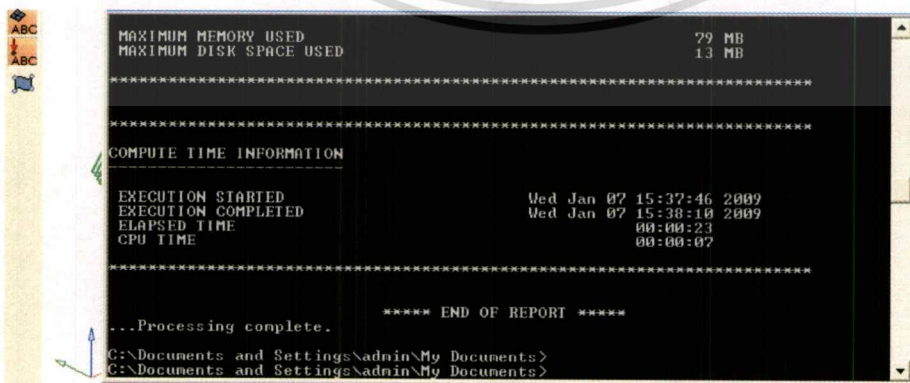 ABC
ABC
MAXIMUM MEMORY USED 79 MB
MAXIMUM DISK SPACE USED 13 MB
******************************************************************************
******************************************************************************
COMPUTE TIME INFORMATION
--------------------------
EXECUTION STARTED Wed Jan 07 15:37:46 2009
EXECUTION COMPLETED Wed Jan 07 15:38:10 2009
ELAPSED TIME 00:00:23
CPU TIME 00:00:07
******************************************************************************
***** END OF REPORT *****
...Processing complete.
C:\Documents and Settings\admin\My Documents>
C:\Documents and Settings\admin\My Documents>